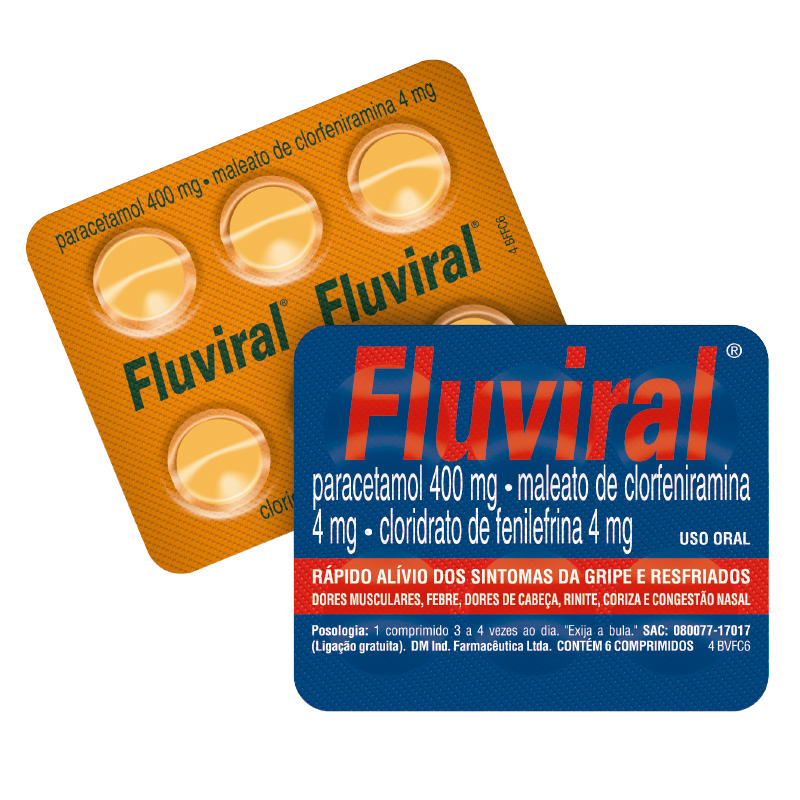 paracetamol 400 mg • maleato de clorfeniramina 4 mg
Fluviral® Fluviral®
4 BFFC6
Fluviral®
paracetamol 400 mg • maleato de clorfeniramina
4 mg • cloridrato de fenilefrina 4 mg USO ORAL
RÁPIDO ALÍVIO DOS SINTOMAS DA GRIPE E RESFRIADOS
DORES MUSCULARES, FEBRE, DORES DE CABEÇA, RINITE, CORIZA E CONGESTÃO NASAL
Posologia: 1 comprimido 3 a 4 vezes ao dia. "Exija a bula." SAC: 080077-17017
(Ligação gratuita). DM Ind. Farmacêutica Ltda. CONTÉM 6 COMPRIMIDOS 4 BVFC6